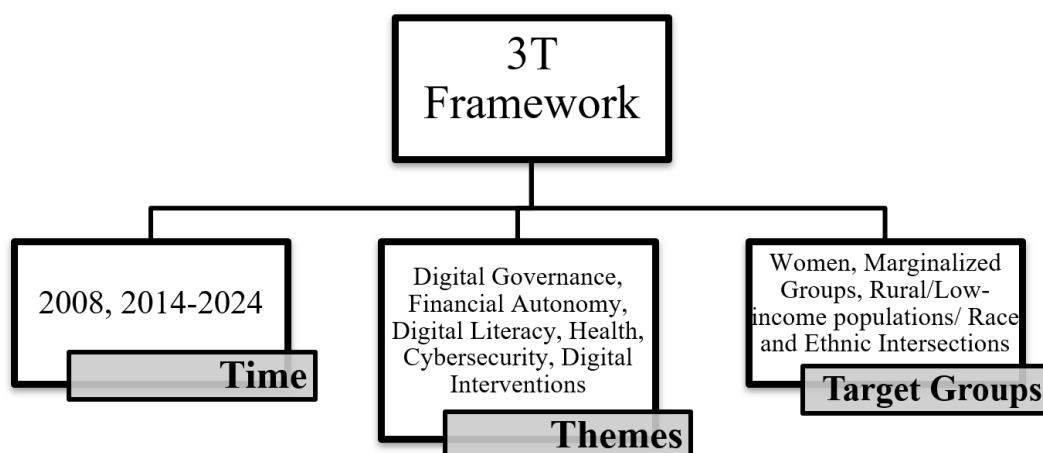 3T
Framework
2008, 2014-2024
Time
Digital Governance,
Financial Autonomy,
Digital Literacy, Health,
Cybersecurity, Digital
Interventions
Themes
Women, Marginalized
Groups, Rural/Low-
income populations/ Race
and Ethnic Intersections
Target Groups